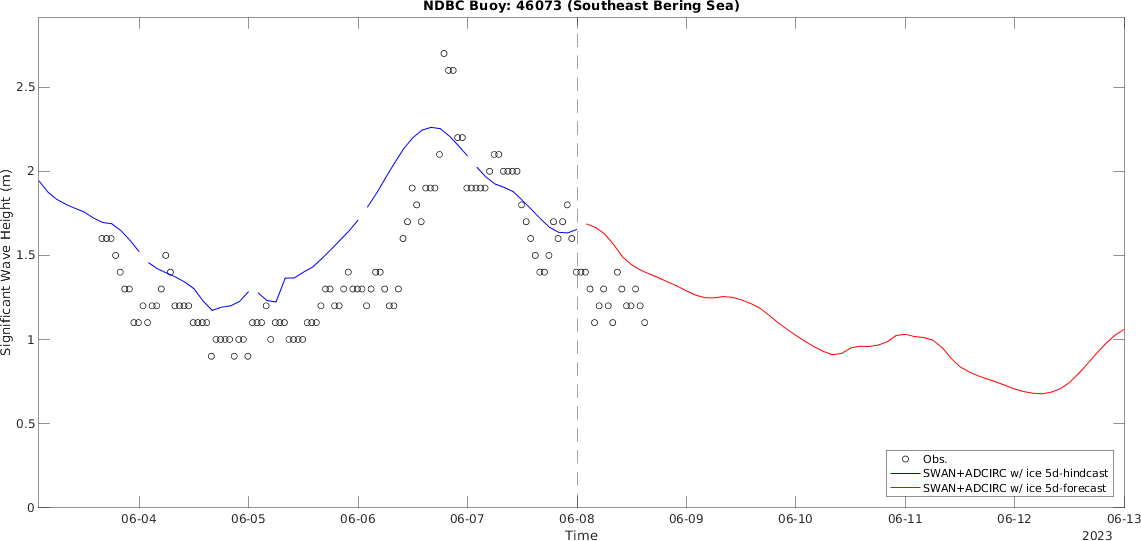 NDBC Buoy: 46073 (Southeast Bering Sea)
Significant Wave Height (m)
2.5
2
1.5
1
0.5
0
Obs.
SWAN+ADCIRC w/ ice 5d-hindcast
SWAN+ADCIRC w/ ice 5d-forecast
06-04 06-05 06-06 06-07 06-08 06-09 06-10 06-11 06-12 06-13
Time
2023